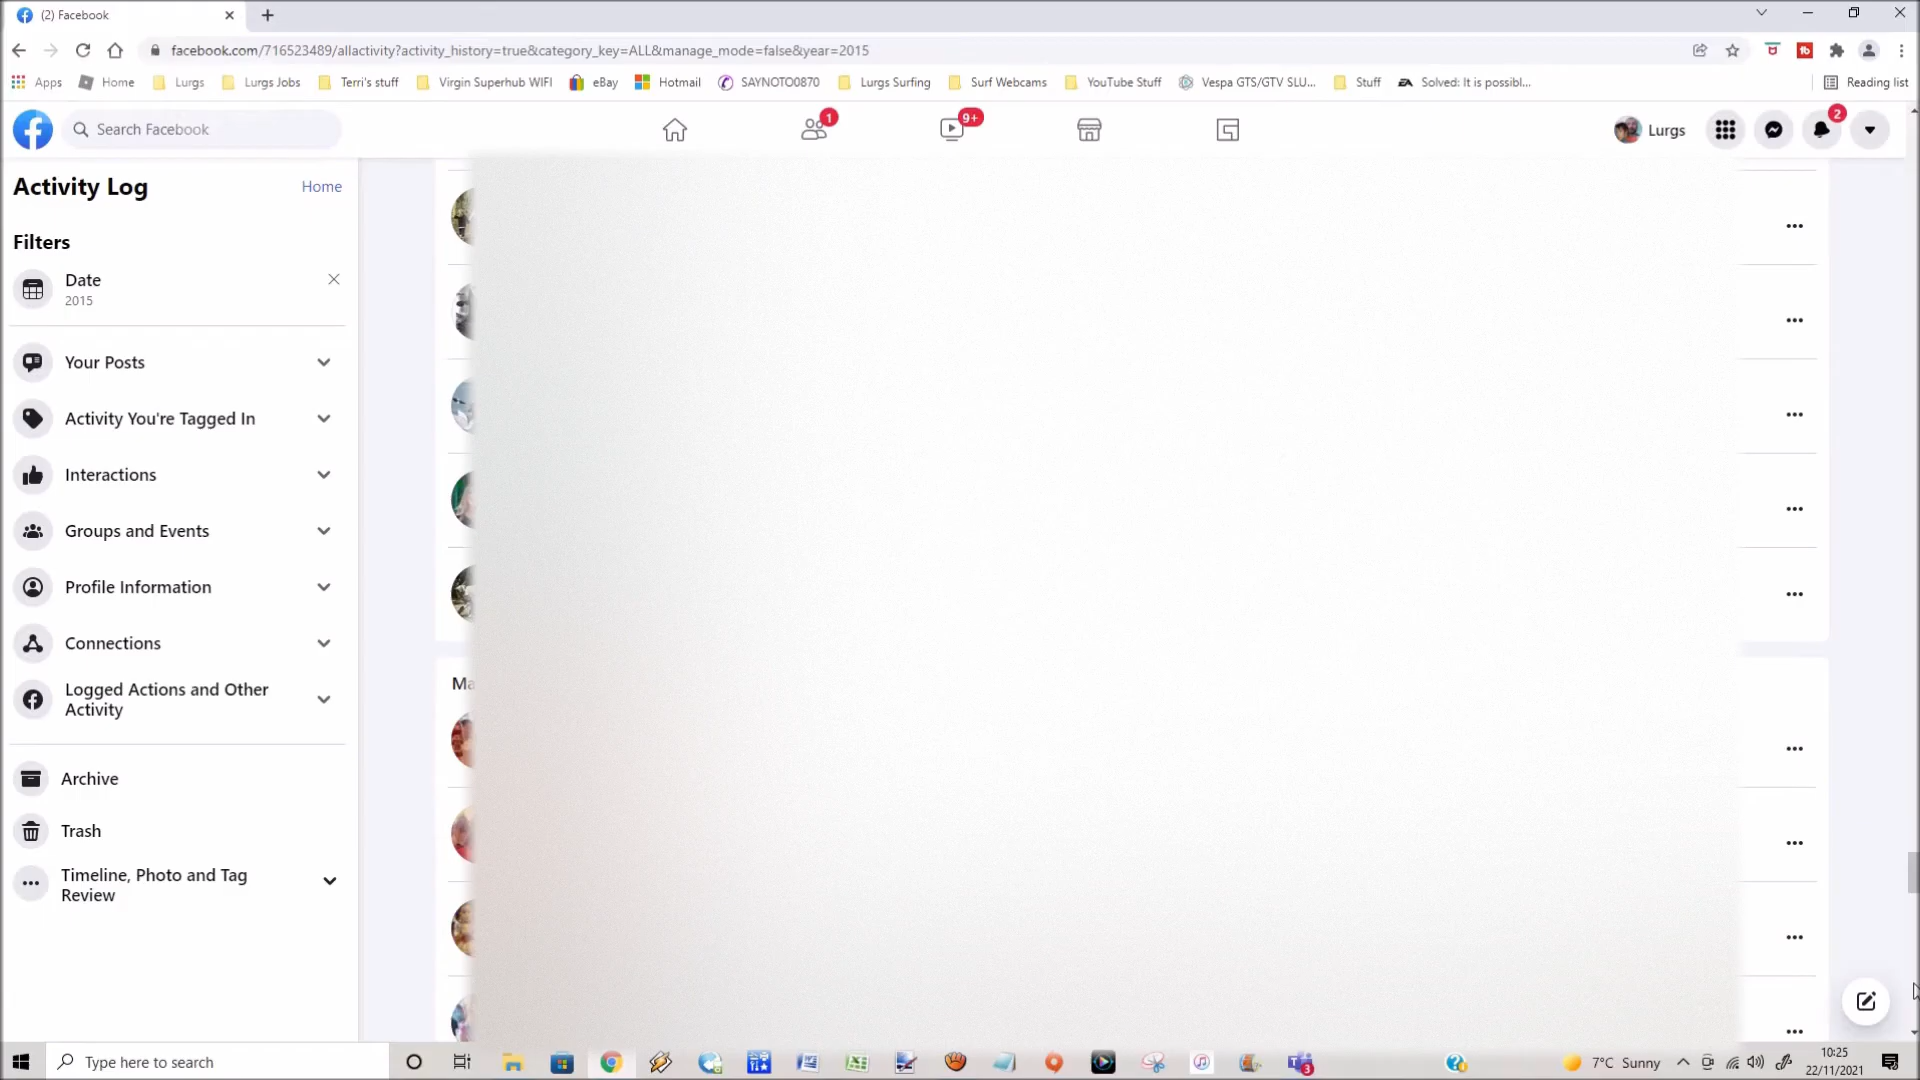 (2) Facebook
facebook.com/716523489/allactivity?activity_history=true&category_key=ALL&manage_mode=false&year=2015
Apps Home Lurgs Lurgs Jobs Terri's stuff Virgin Superhub WIFI eBay Hotmail SAYNOTO0870 Lurgs Surfing Surf Webcams YouTube Stuff Vespa GTS/GTV SLU... Stuff EA Solved: It is possibl... Reading list
Search Facebook 1 9+ Lurgs 2
Activity Log Home
Filters
Date
2015
Your Posts
Activity You're Tagged In
Interactions
Groups and Events
Profile Information
Connections
Logged Actions and Other
Activity
Ma
Archive
Trash
Timeline, Photo and Tag
Review
Type here to search 3 7°C Sunny 10:25
22/11/2021